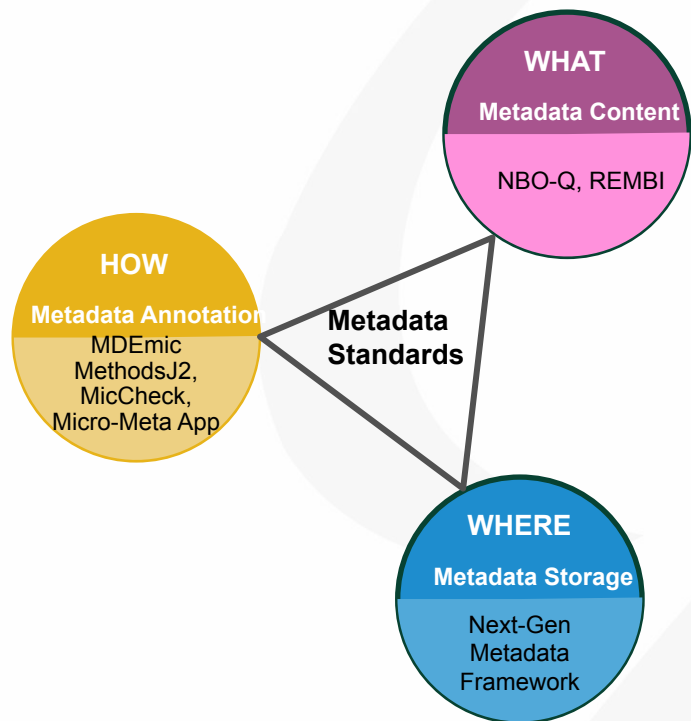 WHAT
Metadata Content
NBO-Q, REMBI
HOW
Metadata Annotation
MDEmic
MethodsJ2,
MicCheck,
Micro-Meta App
Metadata
Standards
WHERE
Metadata Storage
Next-Gen
Metadata
Framework